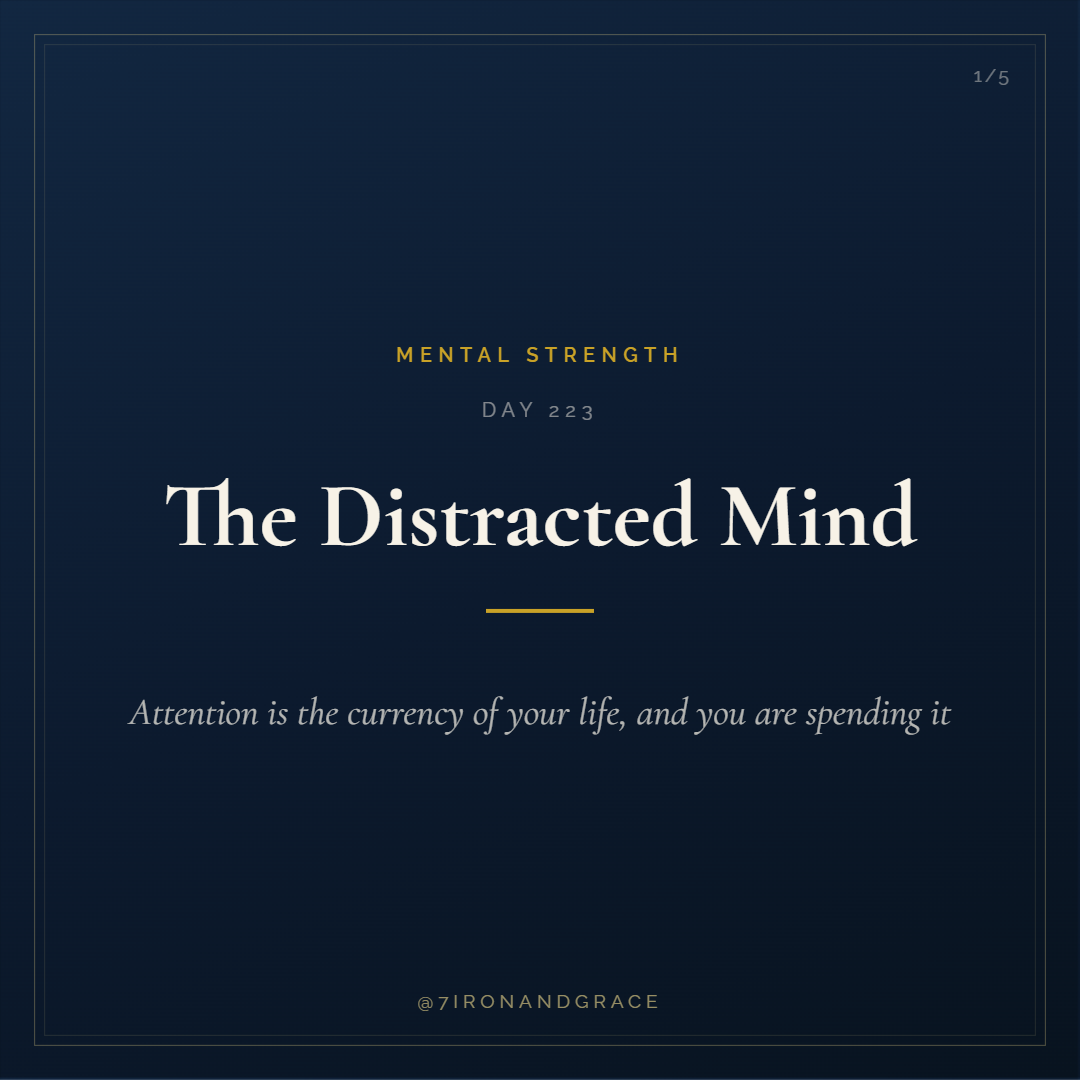 1/5
MENTAL STRENGTH
DAY 223
The Distracted Mind
Attention is the currency of your life, and you are spending it
@7IRONANDGRACE